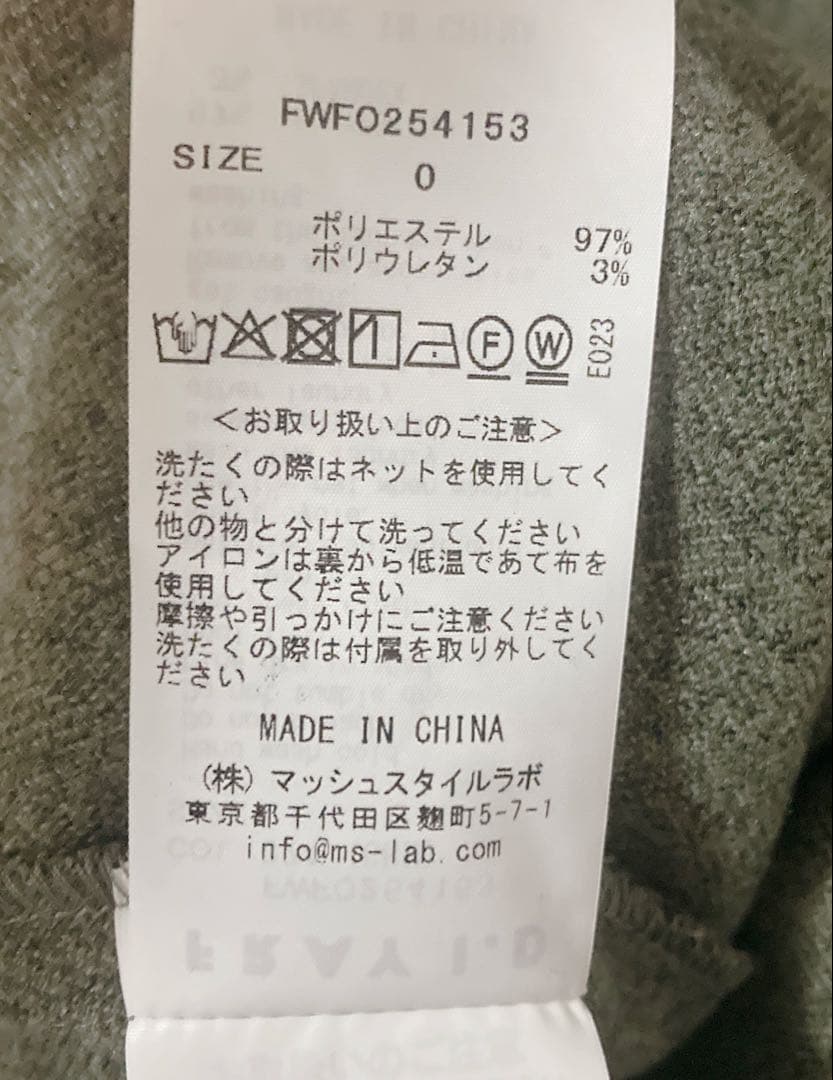 FWFO254153
SIZE 0
ポリエステル 97%
ポリウレタン 3%
F W E023
＜お取り扱い上のご注意＞
洗たくの際はネットを使用してく
ださい
他の物と分けて洗ってください
アイロンは裏から低温であて布を
使用してください
摩擦や引っかけにご注意ください
洗たくの際は付属を取り外してく
ださい
MADE IN CHINA
(株) マッシュスタイルラボ
東京都千代田区麹町5-7-1
info@ms-lab.com
FRAY I.D